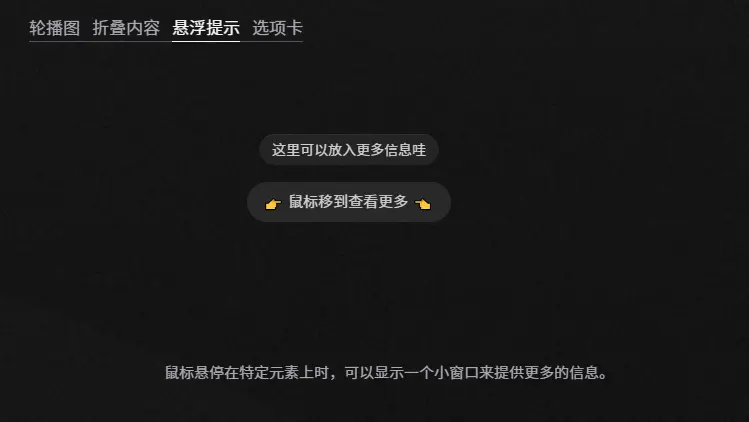 轮播图 折叠内容 悬浮提示 选项卡
这里可以放入更多信息哇
👉 鼠标移到查看更多 👈
鼠标悬停在特定元素上时，可以显示一个小窗口来提供更多的信息。